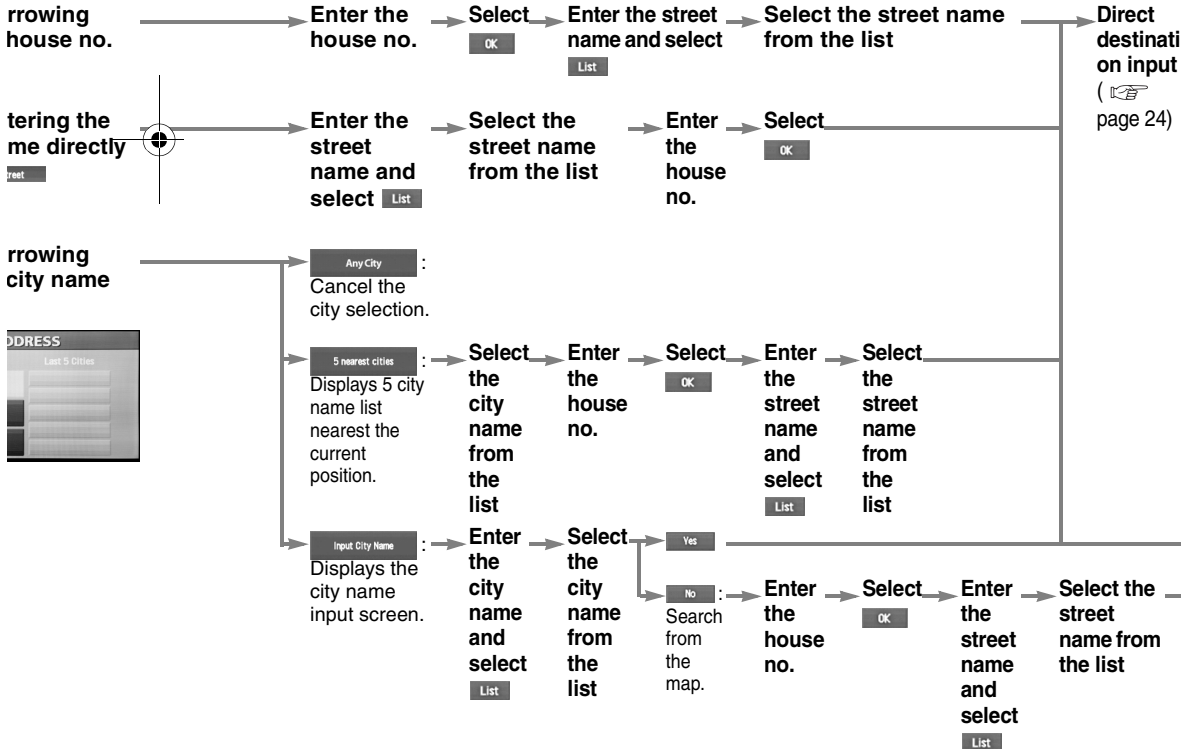 rrowing
house no.
Enter the
house no.
Select
OK
Enter the street
name and select
List
Select the street name
from the list
Direct
destinati
on input
(
page 24)
tering the
me directly
treet
Enter the
street
name and
select List
Select the
street name
from the list
Enter
the
house
no.
Select
OK
rrowing
city name
DDRESS
Last 5 Cities
Any City :
Cancel the
city selection.
5 nearest cities :
Displays 5 city
name list
nearest the
current
position.
Select
the
city
name
from
the
list
Enter
the
house
no.
Select
OK
Enter
the
street
name
and
select
List
Select
the
street
name
from
the
list
Input City Name :
Displays the
city name
input screen.
Enter
the
city
name
and
select
List
Select
the
city
name
from
the
list
Yes
No :
Search
from
the
map.
Enter
the
house
no.
Select
OK
Enter
the
street
name
and
select
List
Select the
street
name from
the list